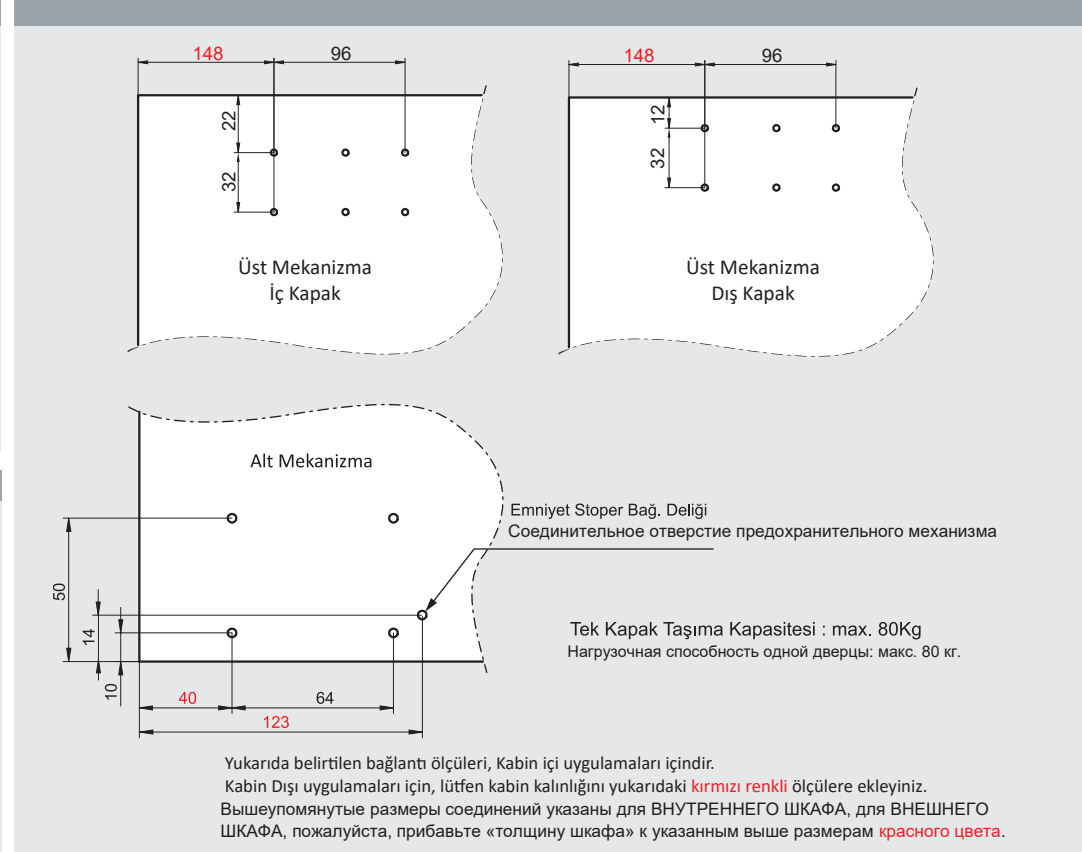 148
96
22
32
Üst Mekanizma
İç Kapak
148
96
12
32
Üst Mekanizma
Dış Kapak
Alt Mekanizma
Emniyet Stoper Bağ. Deliği
Соединительное отверстие предохранительного механизма
50
14
10
40
64
123
Tek Kapak Taşıma Kapasitesi : max. 80Kg
Нагрузочная способность одной дверцы: макс. 80 кг.
Yukarıda belirtilen bağlantı ölçüleri, Kabin içi uygulamaları içindir.
Kabin Dışı uygulamaları için, lütfen kabin kalınlığını yukarıdaki kırmızı renkli ölçülere ekleyiniz.
Вышеупомянутые размеры соединений указаны для ВНУТРЕННЕГО ШКАФА, для ВНЕШНЕГО
ШКАФА, пожалуйста, прибавьте «толщину шкафа» к указанным выше размерам красного цвета.